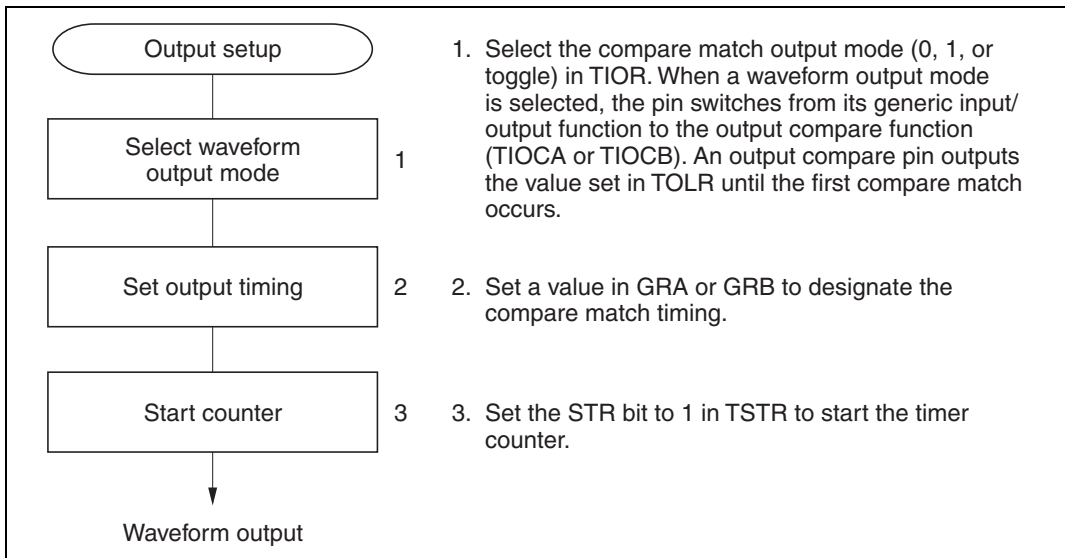 Output setup
Select waveform
output mode
1
1. Select the compare match output mode (0, 1, or
toggle) in TIOR. When a waveform output mode
is selected, the pin switches from its generic input/
output function to the output compare function
(TIOCA or TIOCB). An output compare pin outputs
the value set in TOLR until the first compare match
occurs.
Set output timing
2
2. Set a value in GRA or GRB to designate the
compare match timing.
Start counter
3
3. Set the STR bit to 1 in TSTR to start the timer
counter.
Waveform output